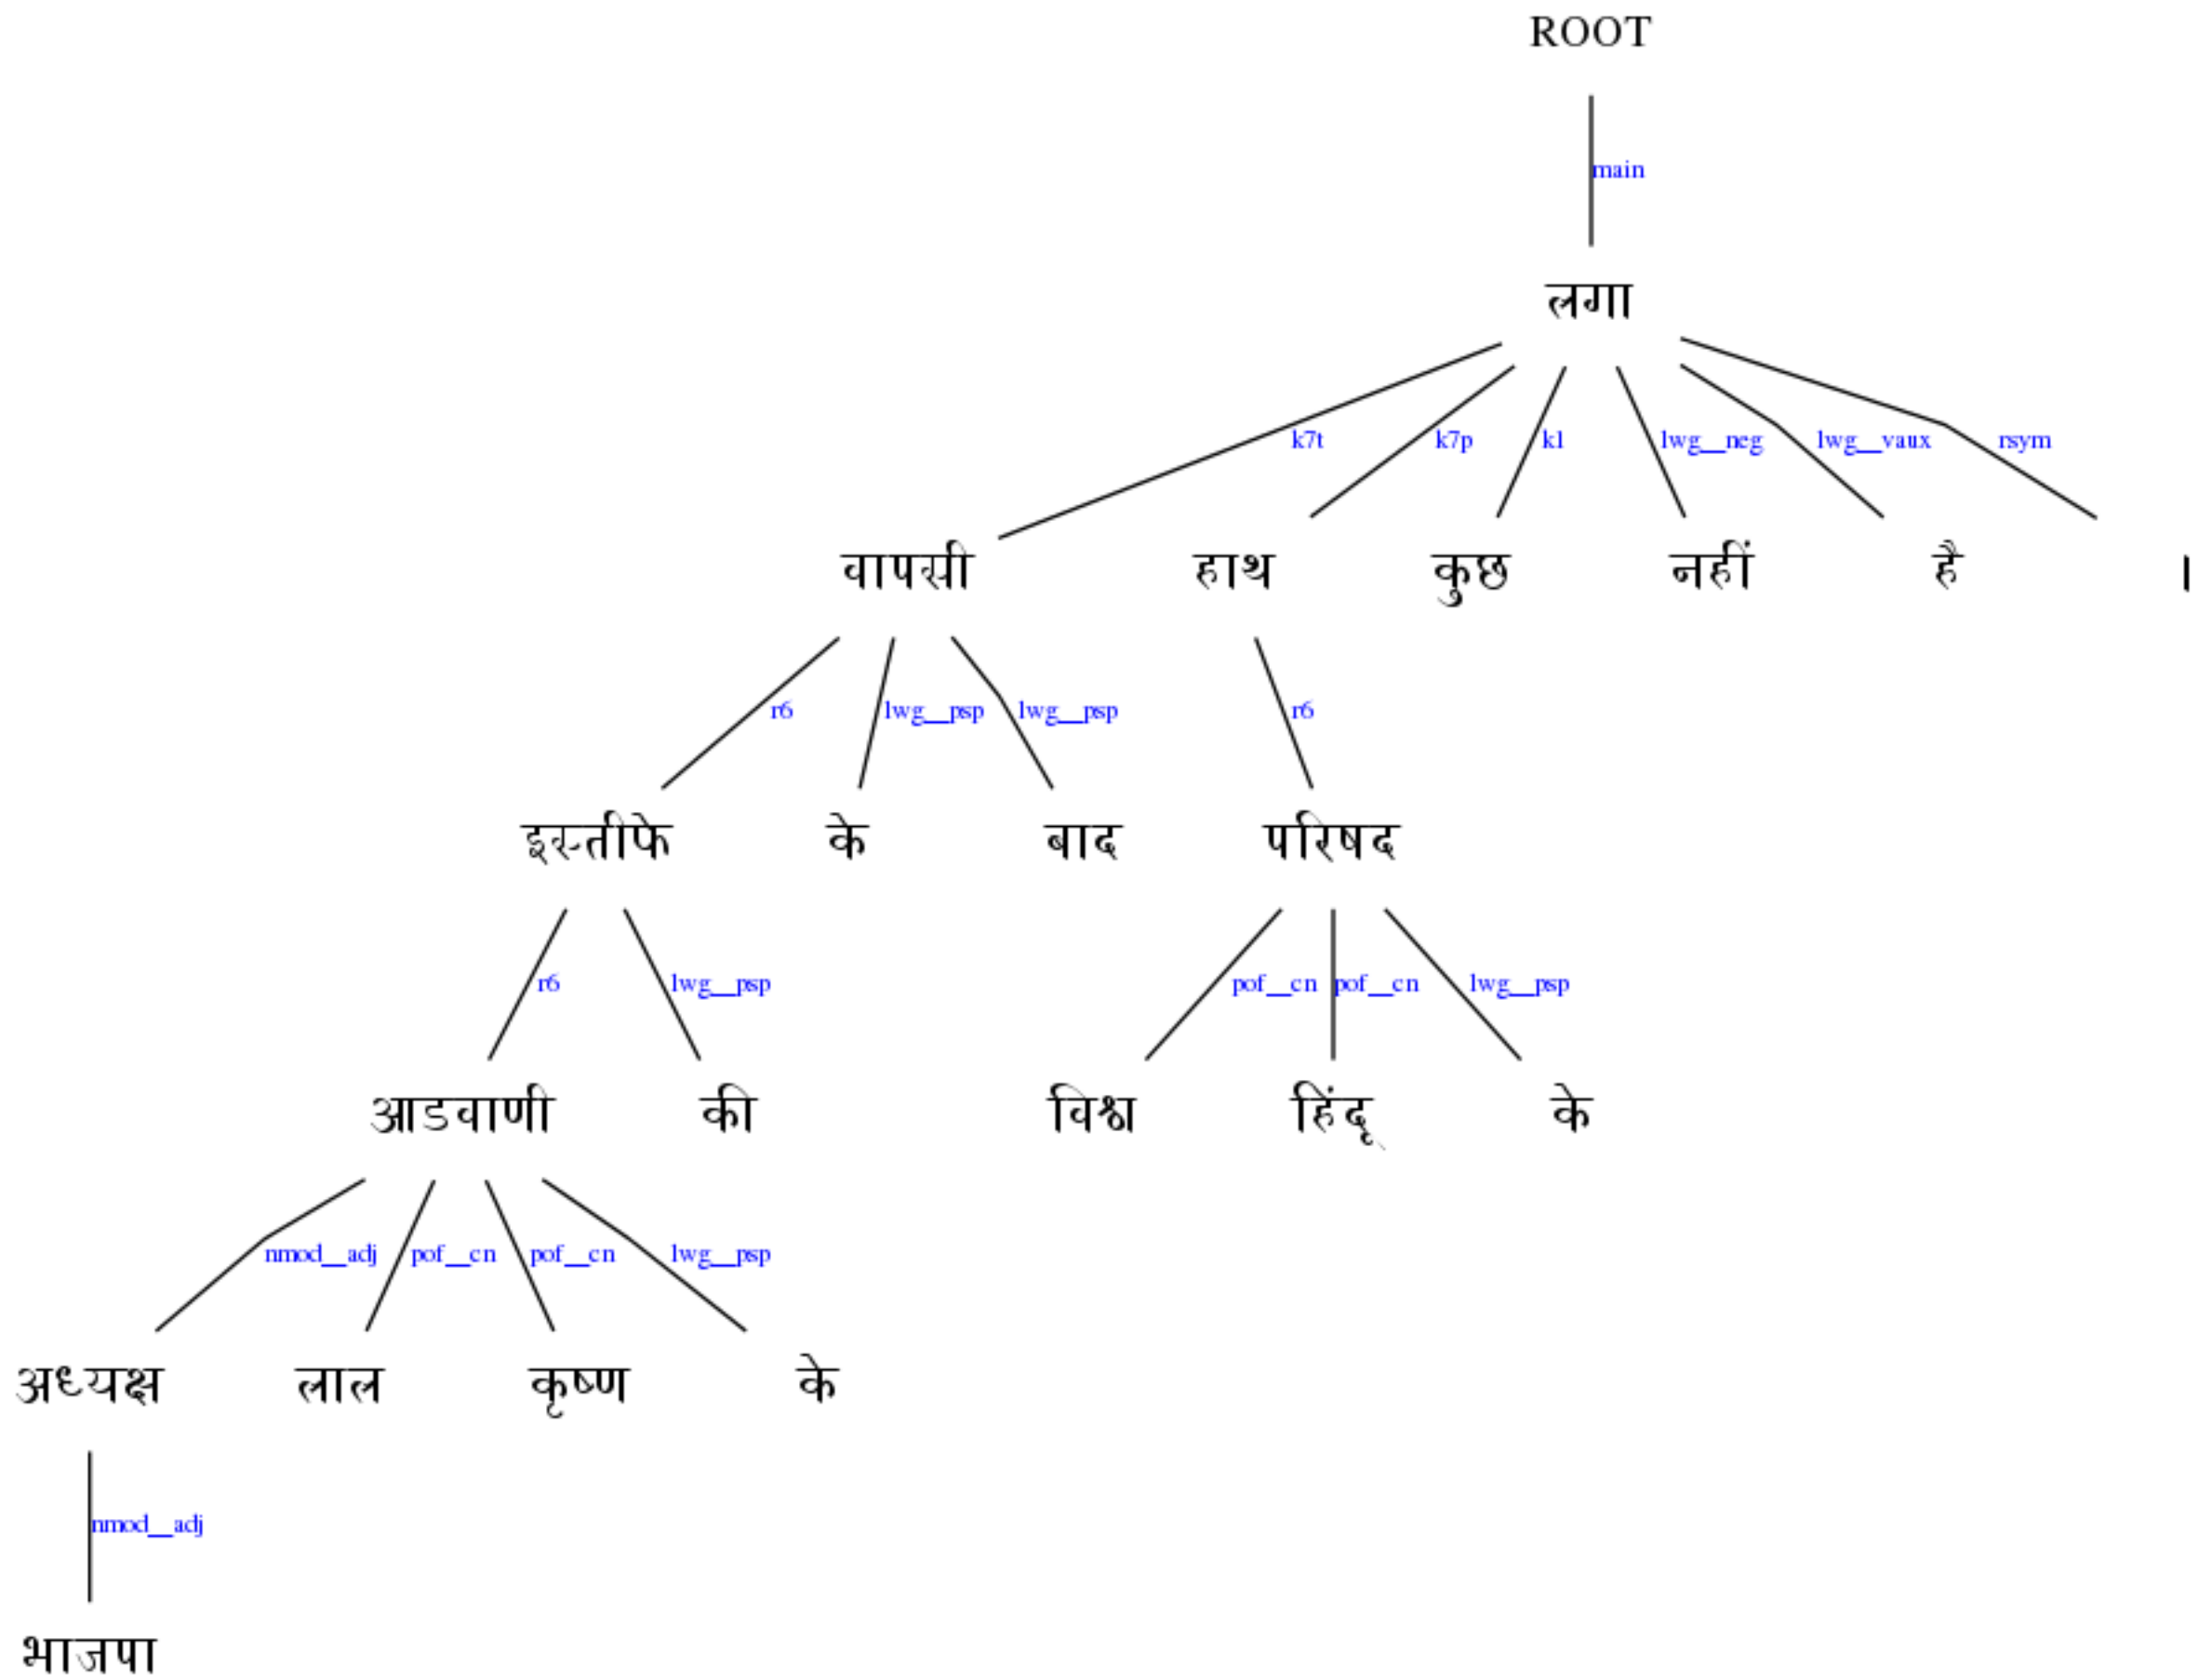 ROOT
main
लगा
k7t k7p k1 lwg__neg lwg__vaux rsym
वापसी हाथ कुछ नहीं है ।
r6 lwg__psp lwg__psp r6
इस्तीफे के बाद परिषद
r6 lwg__psp pof__cn pof__cn lwg__psp
आडवाणी की विश्व हिंदू के
nmod__adj pof__cn pof__cn lwg__psp
अध्यक्ष लाल कृष्ण के
nmod__adj
भाजपा